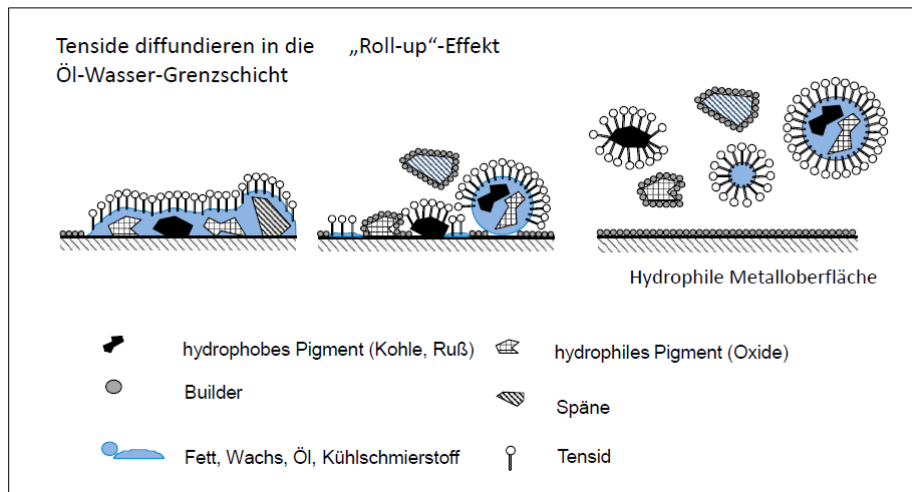 Tenside diffundieren in die
Öl-Wasser-Grenzschicht
„Roll-up“-Effekt
Hydrophile Metalloberfläche
hydrophobes Pigment (Kohle, Ruß)
hydrophiles Pigment (Oxide)
Builder
Späne
Fett, Wachs, Öl, Kühlschmierstoff
Tensid